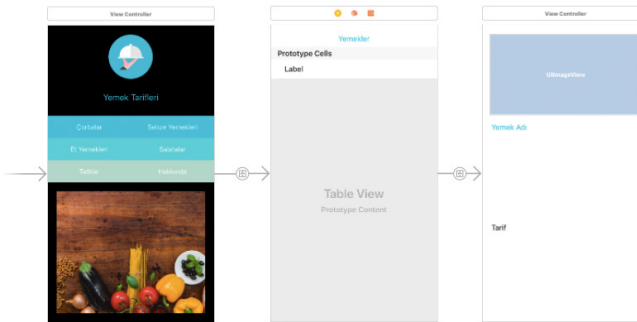 View Controller
Yemek Tarifleri
Çorbalar Sebze Yemekleri
Et Yemekleri Salatalar
Tatlılar Hakkında
Yemekler
Prototype Cells
Label
Table View
Prototype Content
View Controller
UIImageView
Yemek Adı
Tarif